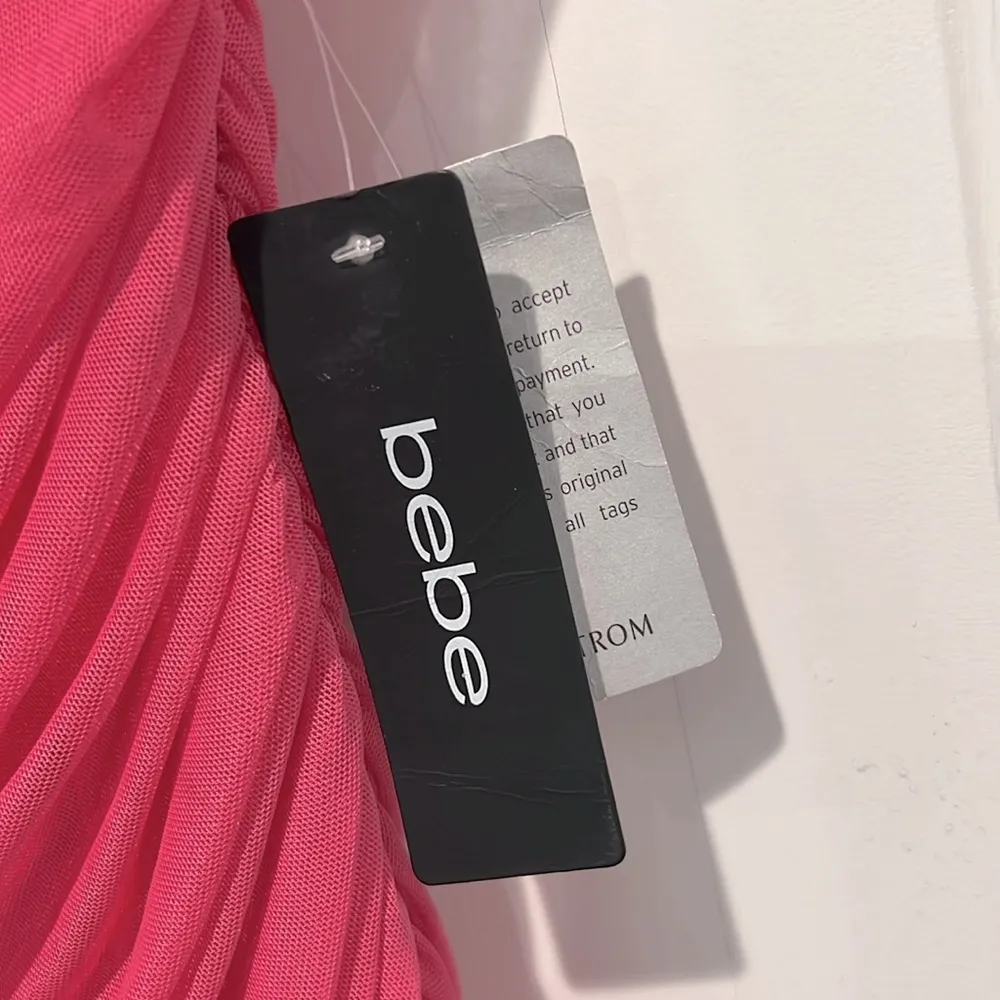 bebe
accept
return to
payment.
that you
and that
original
all tags
TROM